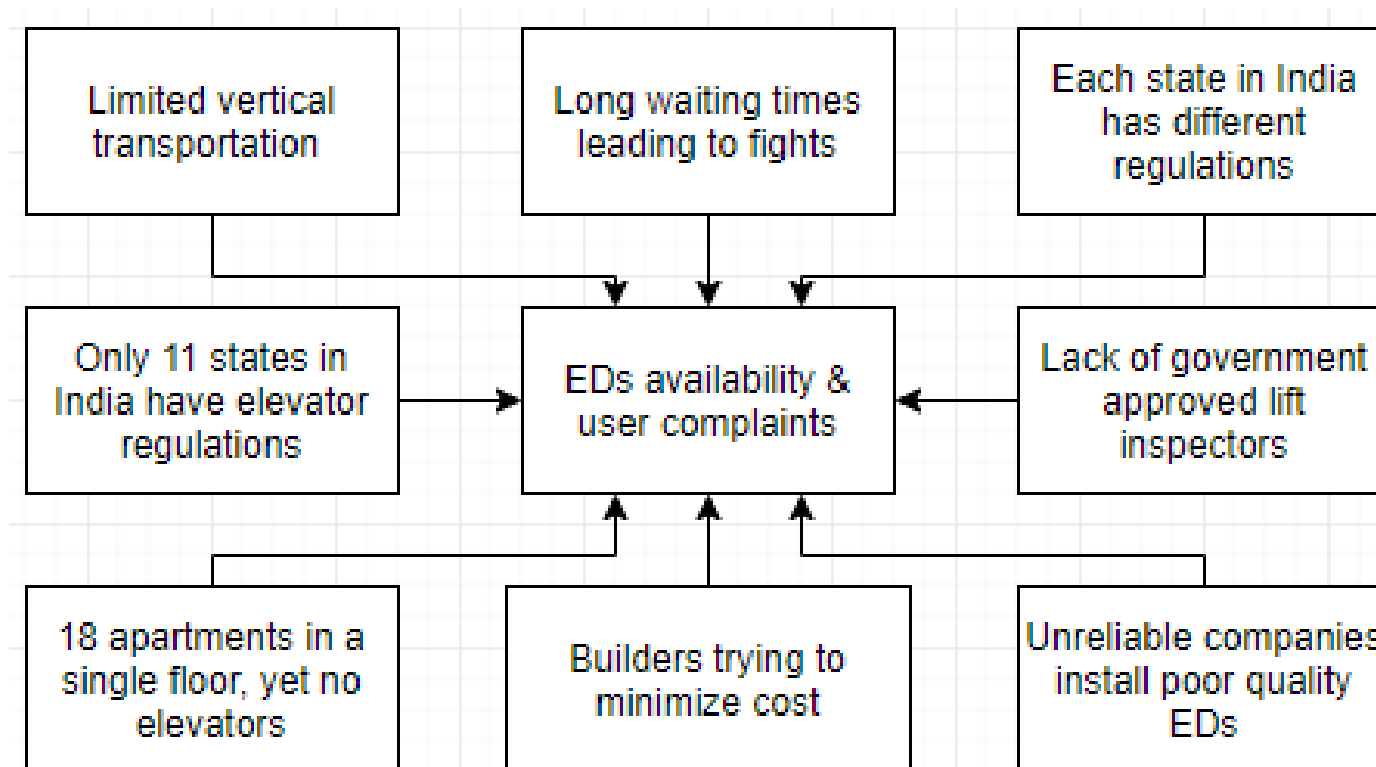 Limited vertical
transportation
Long waiting times
leading to fights
Each state in India
has different
regulations
Only 11 states in
India have elevator
regulations
EDs availability &
user complaints
Lack of government
approved lift
inspectors
18 apartments in a
single floor, yet no
elevators
Builders trying to
minimize cost
Unreliable companies
install poor quality
EDs